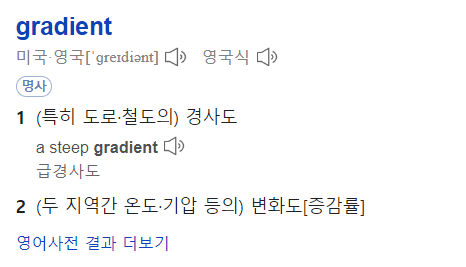 gradient
미국·영국[ˈɡreɪdiənt] 영국식
명사
1 (특히 도로·철도의) 경사도
a steep gradient
급경사도
2 (두 지역간 온도·기압 등의) 변화도[증감률]
영어사전 결과 더보기